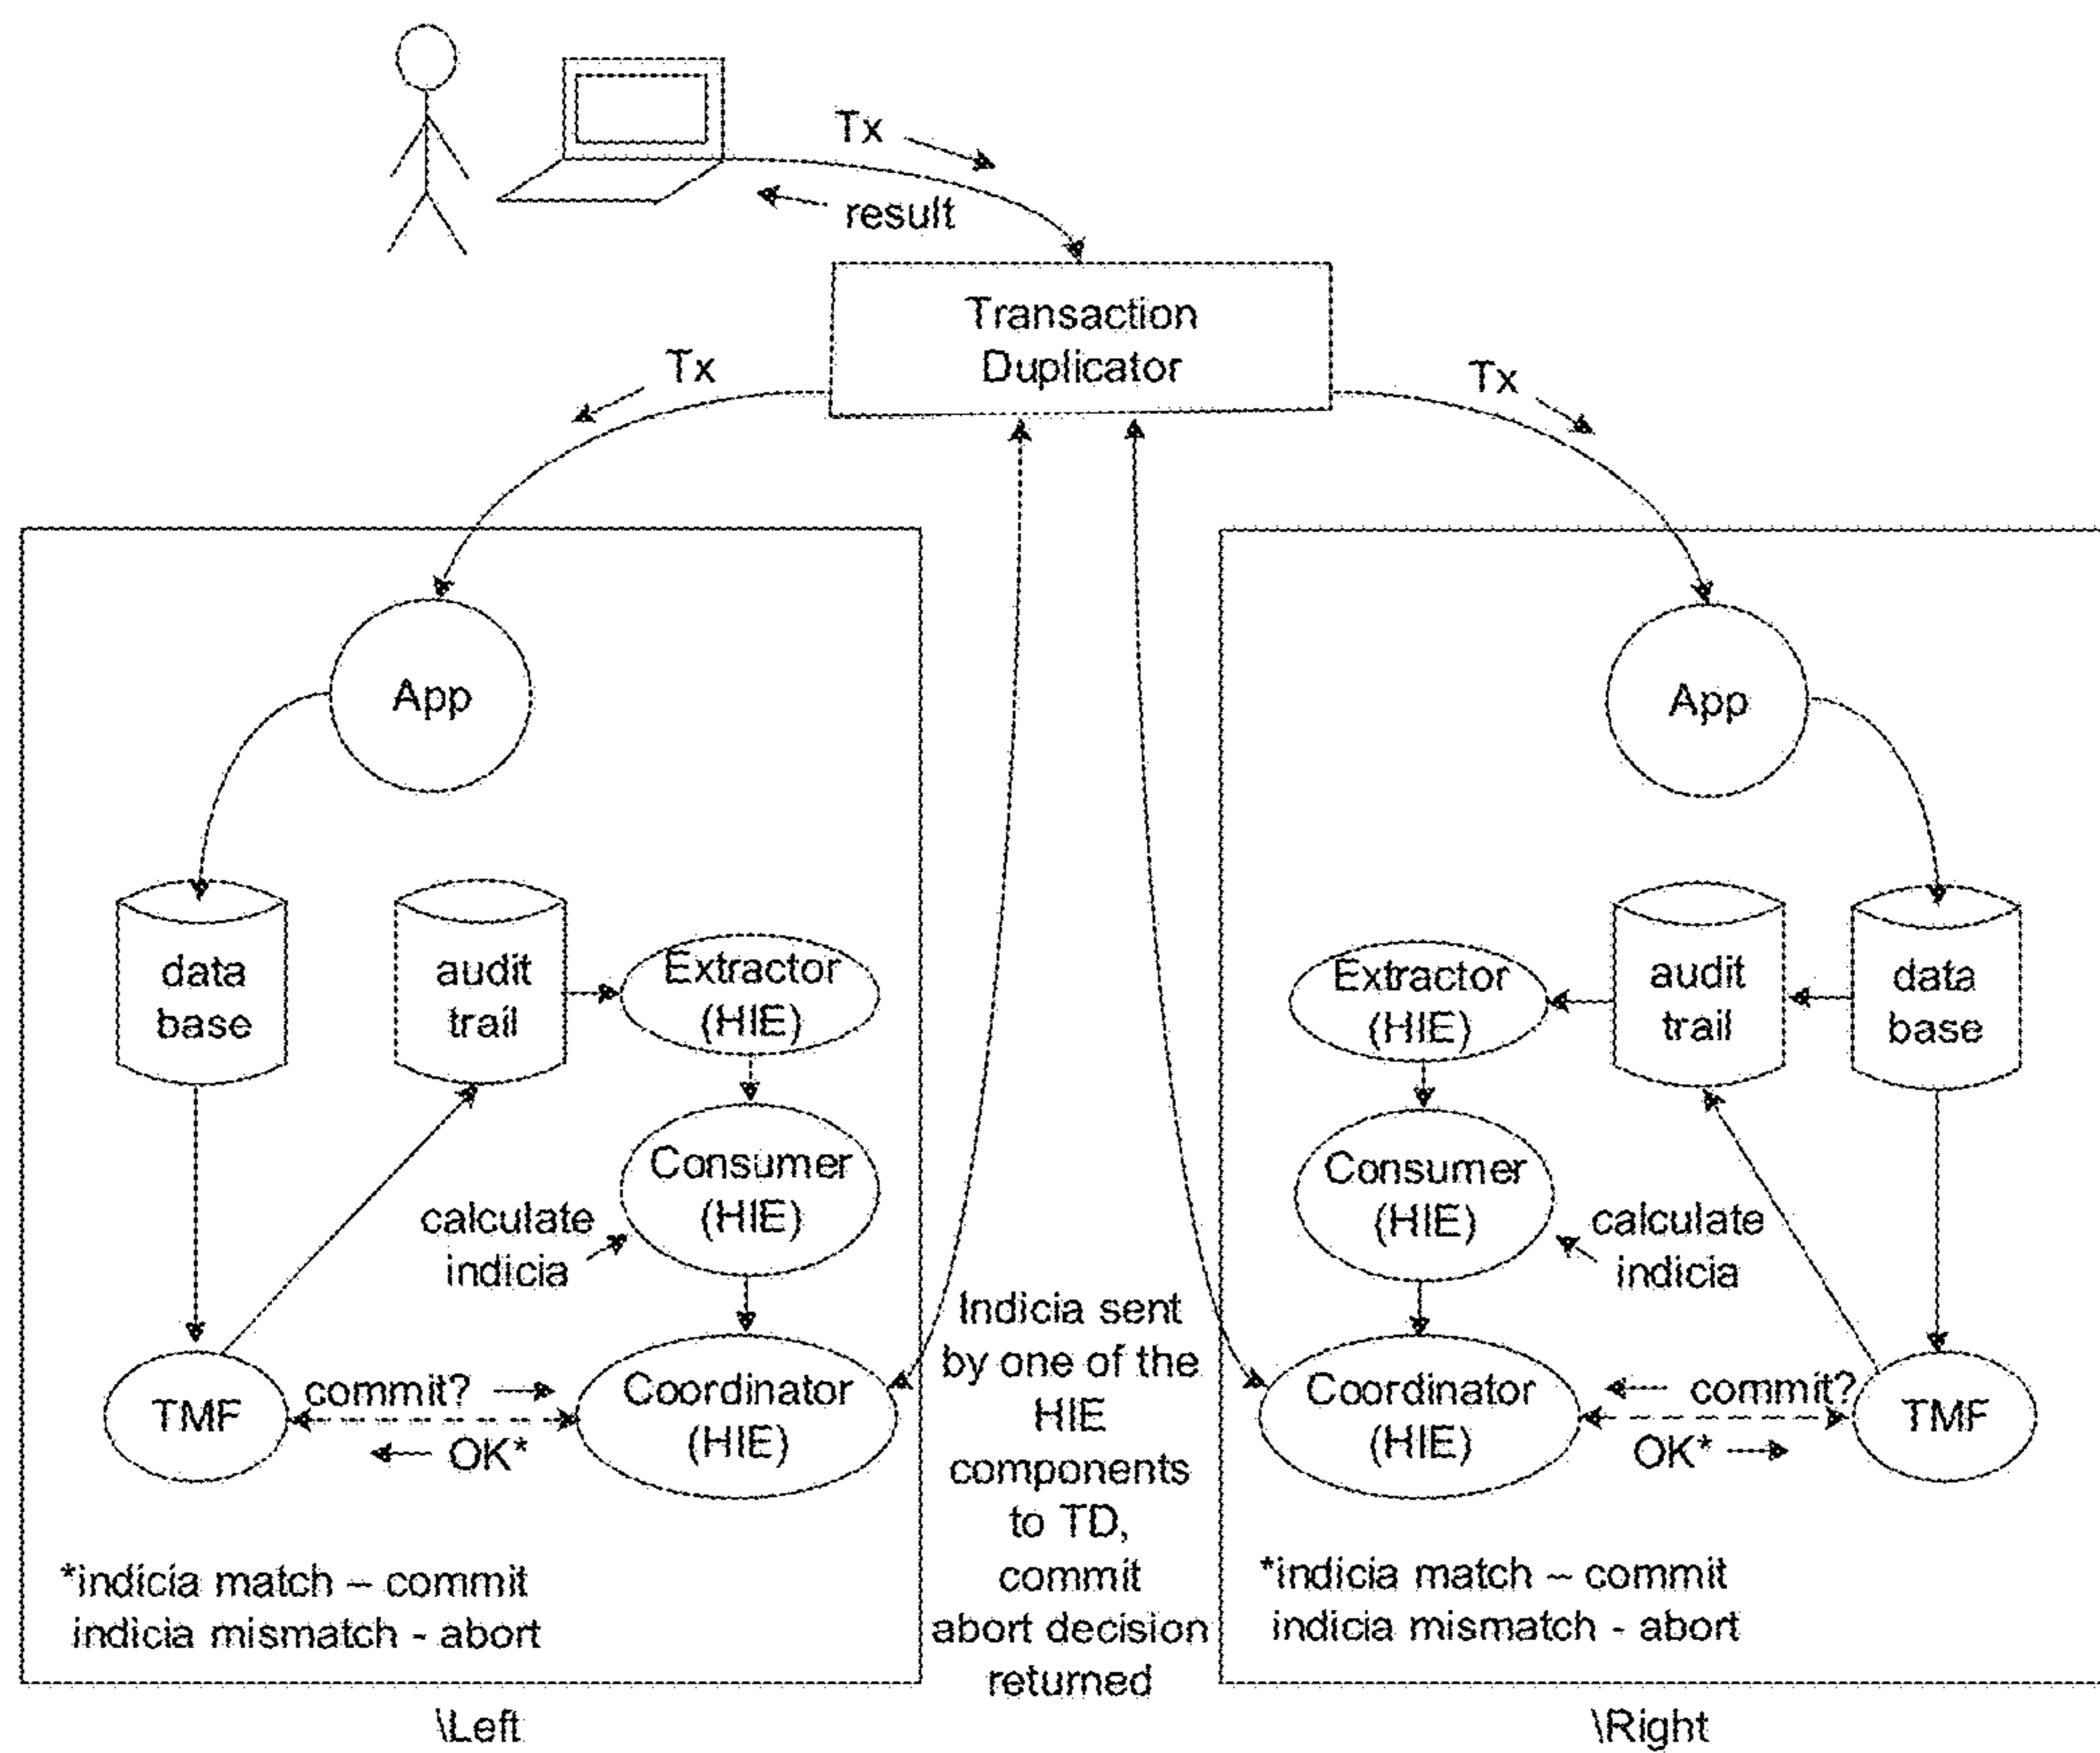 Tx
result
Transaction
Duplicator
Tx
Tx
App
App
data
base
audit
trail
Extractor
(HIE)
Extractor
(HIE)
audit
trail
data
base
Consumer
(HIE)
calculate
indicia
Consumer
(HIE)
calculate
indicia
TMF
commit?
OK*
Coordinator
(HIE)
Indicia sent
by one of the
HIE
components
to TD,
commit
abort decision
returned
Coordinator
(HIE)
commit?
OK*
TMF
*indicia match – commit
indicia mismatch - abort
*indicia match – commit
indicia mismatch - abort
\Left
\Right